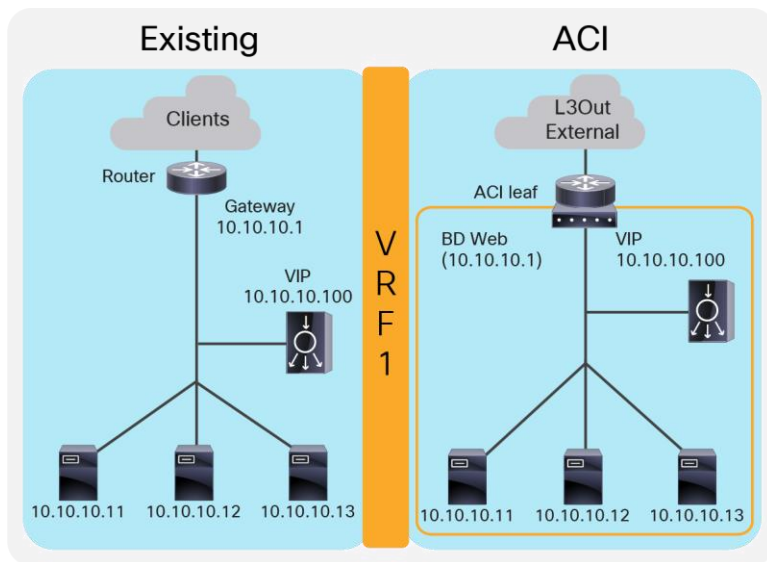 Existing
Clients
Router
Gateway
10.10.10.1
VIP
10.10.10.100
10.10.10.11
10.10.10.12
10.10.10.13
V
R
F
1
ACI
L3Out
External
ACI leaf
BD Web
(10.10.10.1)
VIP
10.10.10.100
10.10.10.11
10.10.10.12
10.10.10.13